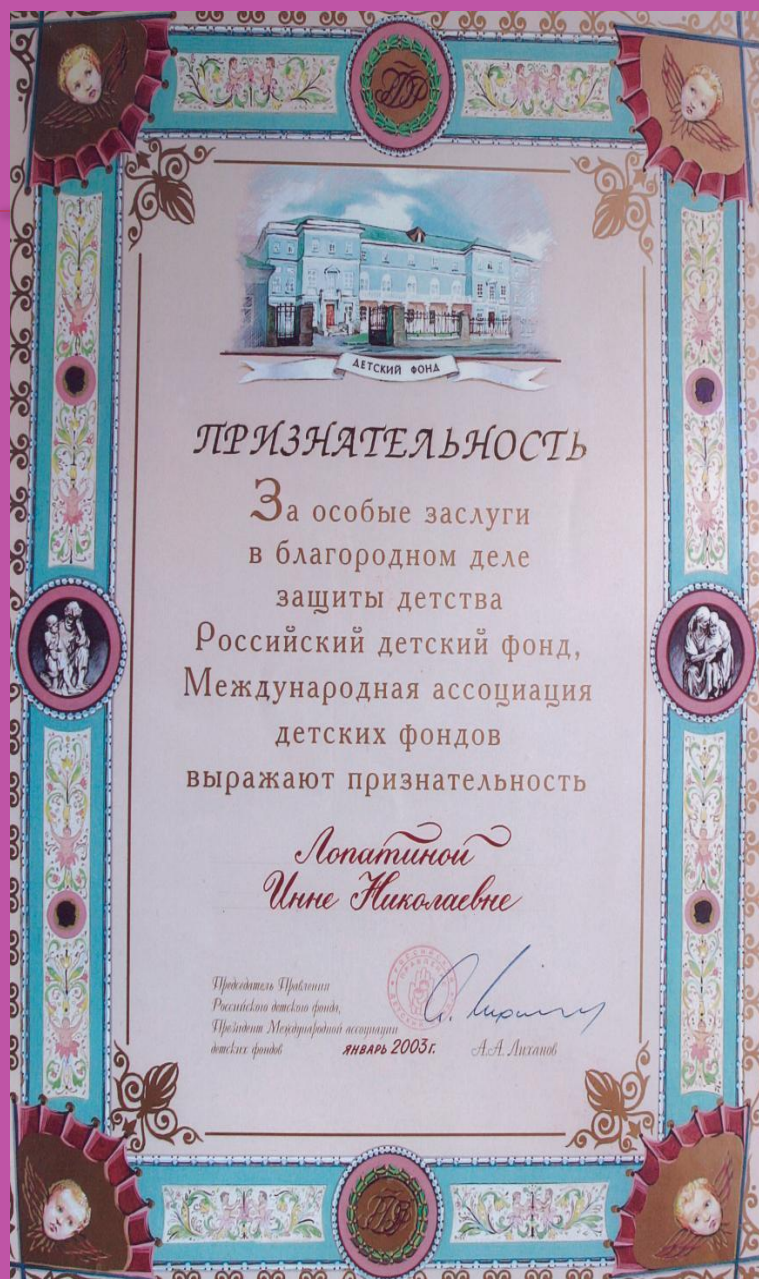 ДЕТСКИЙ ФОНД
ПРИЗНАТЕЛЬНОСТЬ
За особые заслуги
в благородном деле
защиты детства
Российский детский фонд,
Международная ассоциация
детских фондов
выражают признательность
Лопатиной
Инне Николаевне
Председатель Правления
Российского детского фонда,
Президент Международной ассоциации
детских фондов
ЯНВАРЬ 2003 г.
А.А. Лиханов